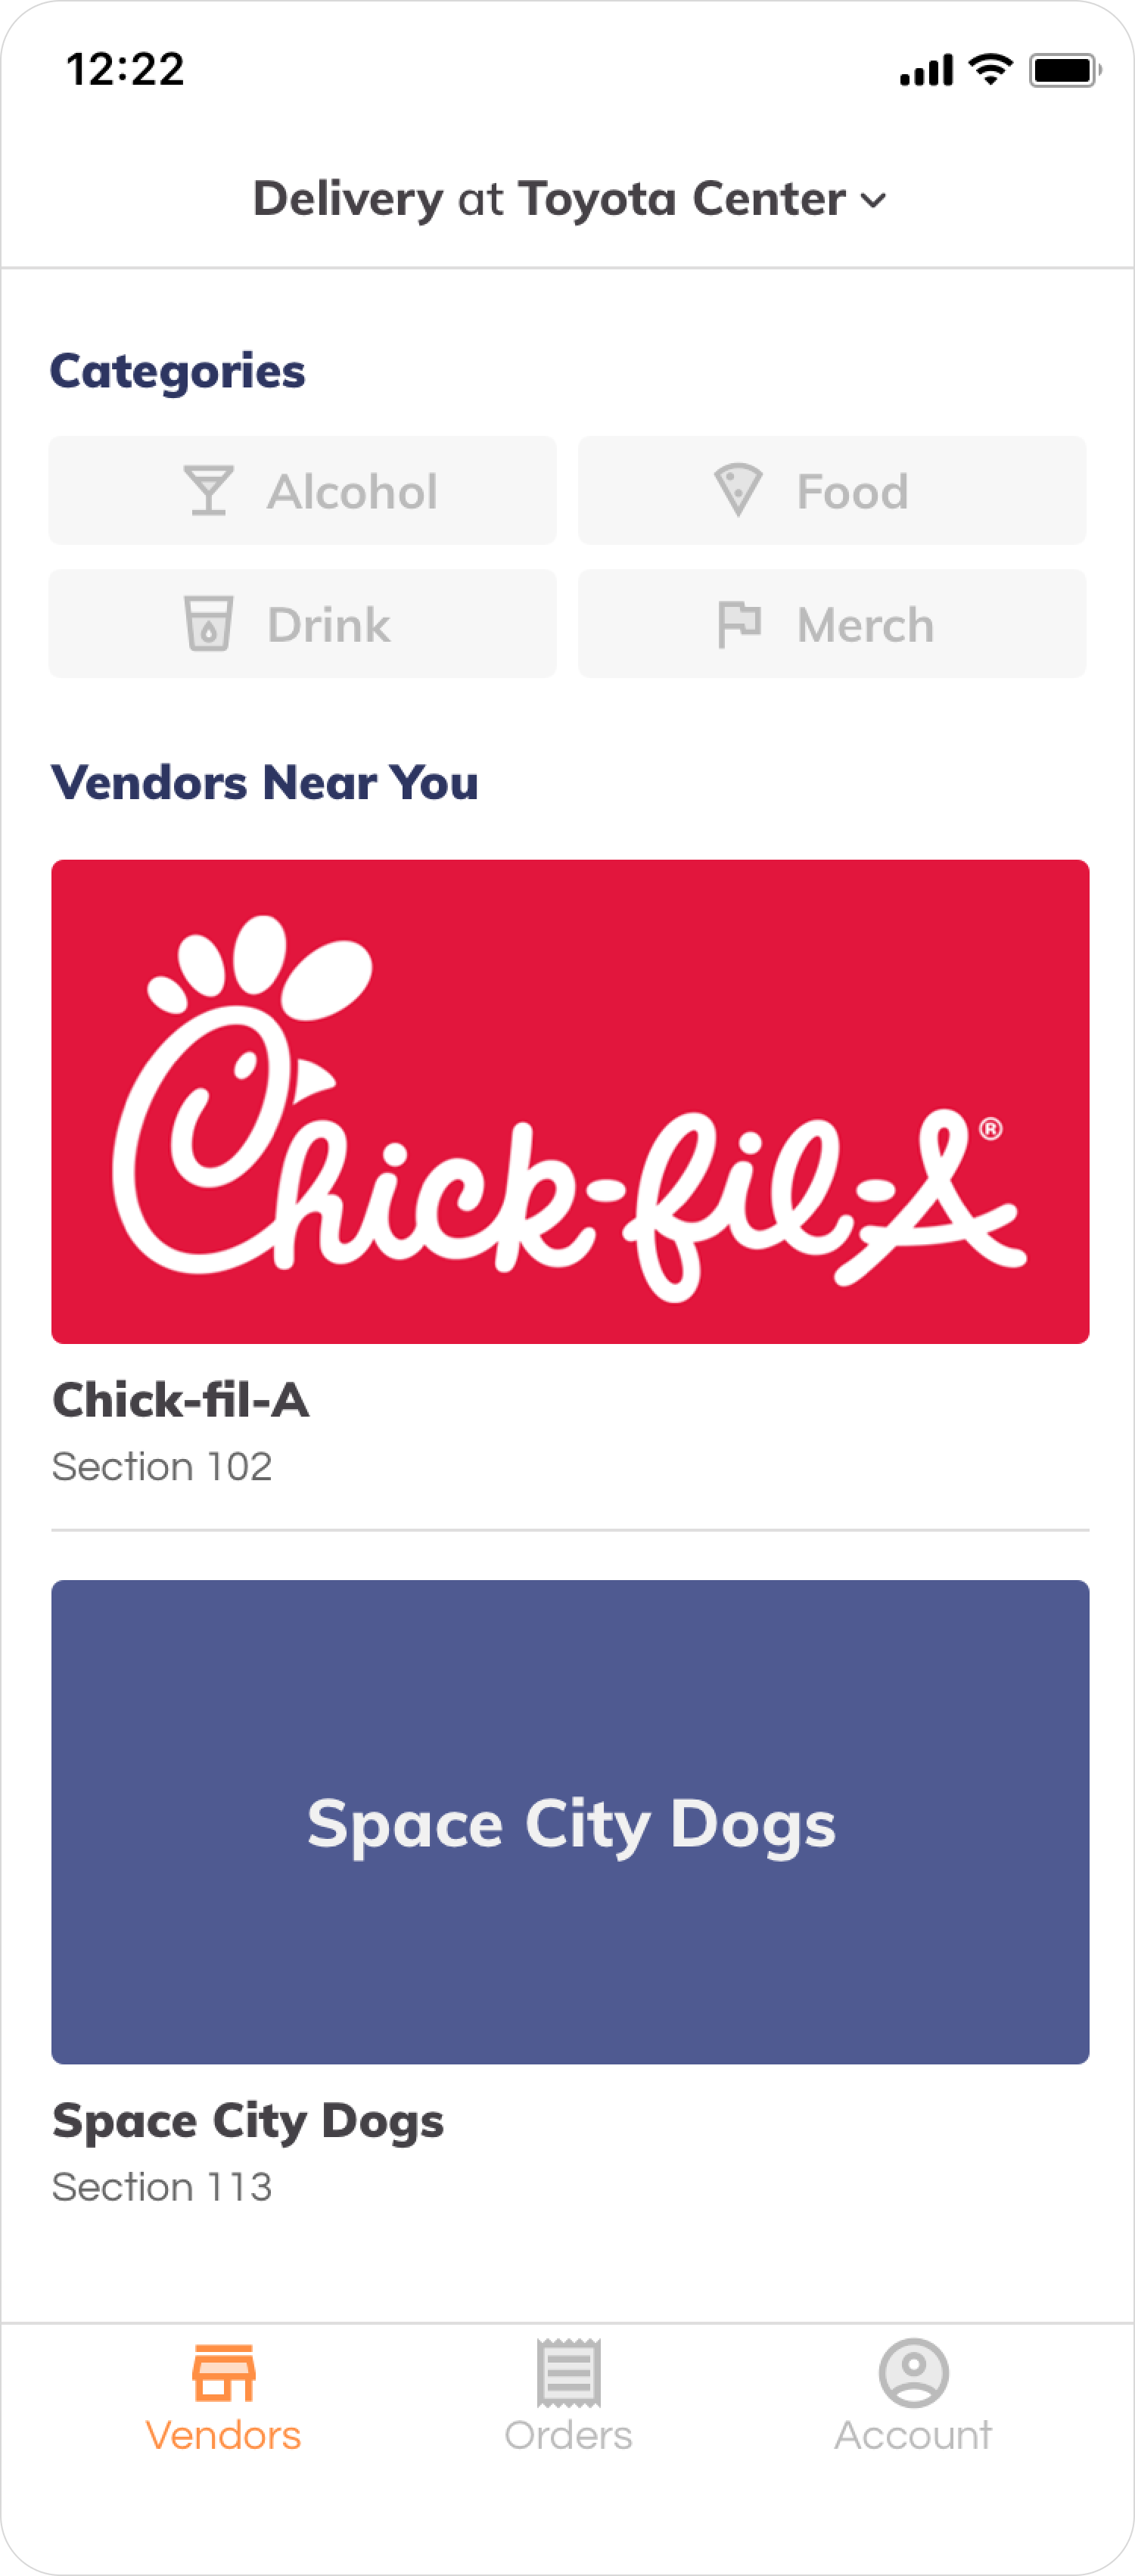 12:22
Delivery at Toyota Center
Categories
Alcohol
Food
Drink
Merch
Vendors Near You
Chick-fil-A®
Chick-fil-A
Section 102
Space City Dogs
Space City Dogs
Section 113
Vendors
Orders
Account